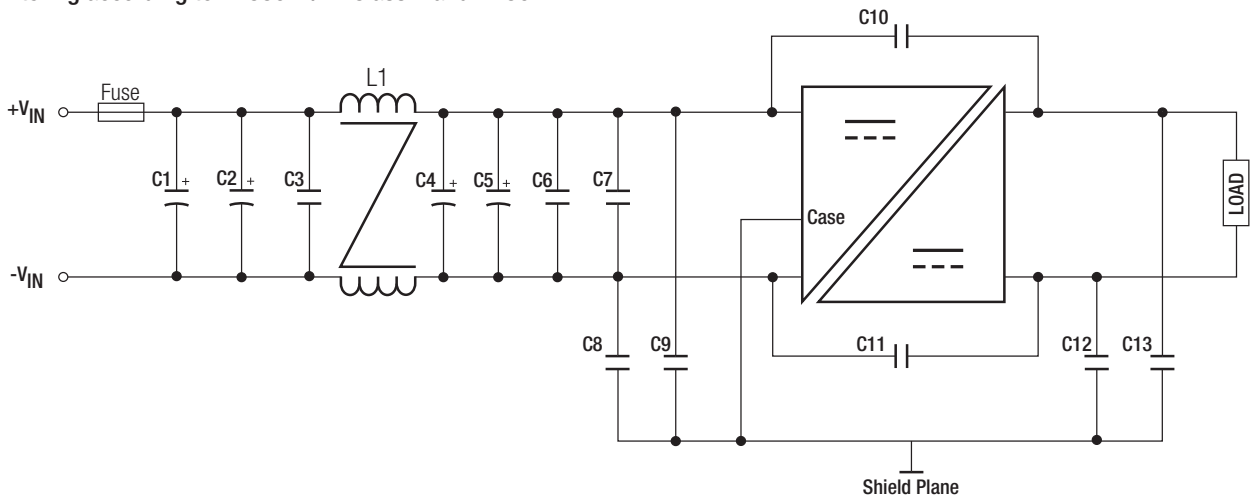 C10
Fuse
L1
+VIN
C1 +
C2 +
C3
C4 +
C5 +
C6
C7
Case
LOAD
-VIN
C8
C9
C11
C12
C13
Shield Plane